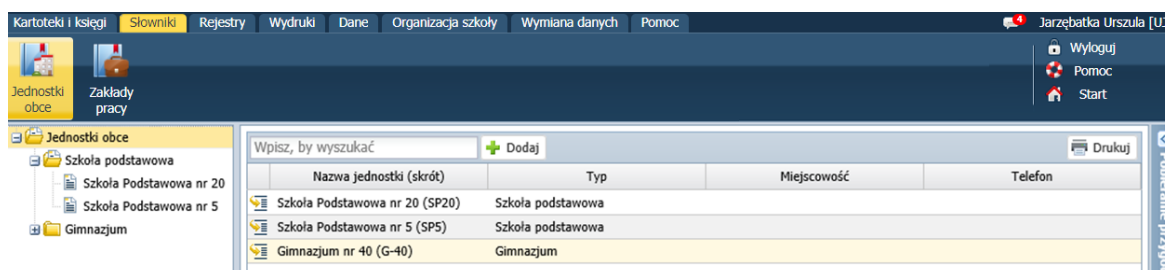 Kartoteki i księgi Słowniki Rejestry Wydruki Dane Organizacja szkoły Wymiana danych Pomoc 4 Jarzębatka Urszula
Jednostki obce
Zakłady pracy
Wyloguj
Pomoc
Start
Jednostki obce
Szkoła podstawowa
Szkoła Podstawowa nr 20
Szkoła Podstawowa nr 5
Gimnazjum
Wpisz, by wyszukać Dodaj Drukuj
Nazwa jednostki (skrót) Typ Miejscowość Telefon
Szkoła Podstawowa nr 20 (SP20) Szkoła podstawowa
Szkoła Podstawowa nr 5 (SP5) Szkoła podstawowa
Gimnazjum nr 40 (G-40) Gimnazjum